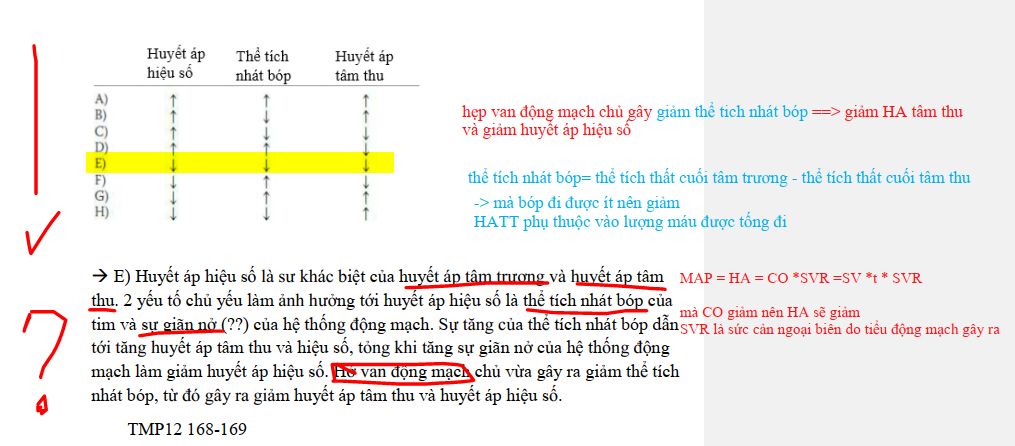 Huyết áp hiệu số Thể tích nhát bóp Huyết áp tâm thu
A) ↑ ↑ ↑
B) ↑ ↓ ↑
C) ↑ ↓ ↓
D) ↑ ↑ ↓
E) ↓ ↓ ↓
F) ↓ ↑ ↓
G) ↓ ↑ ↑
H) ↓ ↓ ↑
hẹp van động mạch chủ gây giảm thể tich nhát bóp ==> giảm HA tâm thu
và giảm huyết áp hiệu số
thể tích nhát bóp= thể tích thất cuối tâm trương - thể tích thất cuối tâm thu
-> mà bóp đi được ít nên giảm
HATT phụ thuộc vào lượng máu được tống đi
→ E) Huyết áp hiệu số là sư khác biệt của huyết áp tâm trương và huyết áp tâm
thu. 2 yếu tố chủ yếu làm ảnh hưởng tới huyết áp hiệu số là thể tích nhát bóp của
tim và sự giãn nở (??) của hệ thống động mạch. Sự tăng của thể tích nhát bóp dẫn
tới tăng huyết áp tâm thu và hiệu số, tỏng khi tăng sự giãn nở của hệ thống động
mạch làm giảm huyết áp hiệu số. Hở van động mạch chủ vừa gây ra giảm thể tích
nhát bóp, từ đó gây ra giảm huyết áp tâm thu và huyết áp hiệu số.
MAP = HA = CO *SVR =SV *t * SVR
mà CO giảm nên HA sẽ giảm
SVR là sức cản ngoại biên do tiểu động mạch gây ra
TMP12 168-169